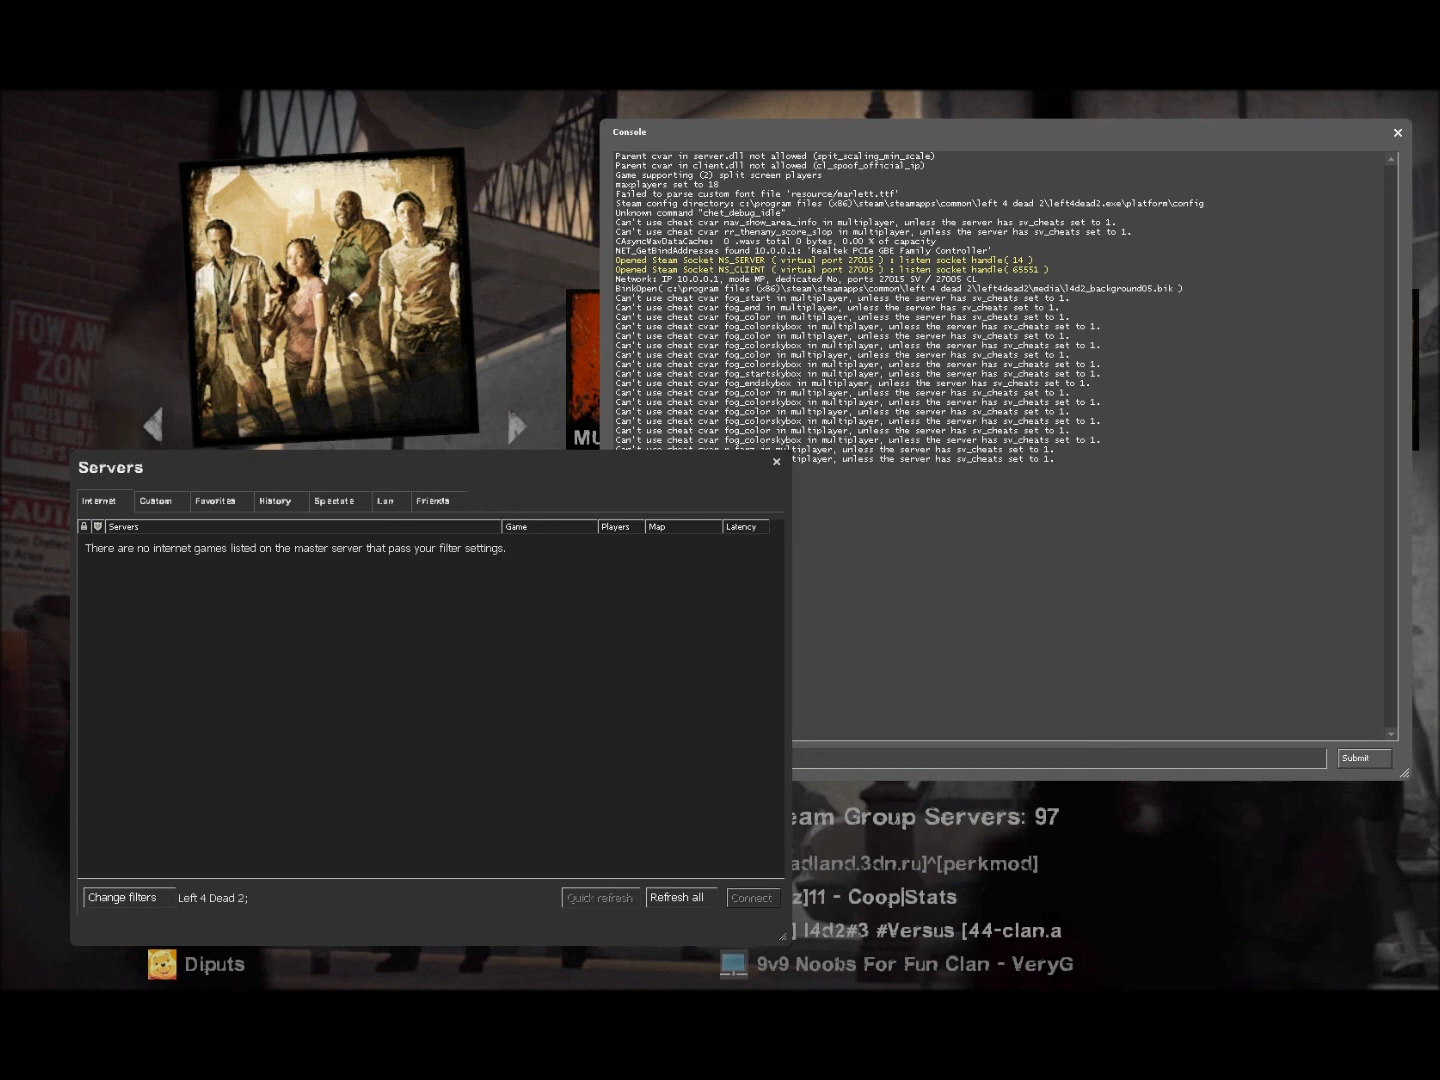 Console
Parent cvar in server.dll not allowed (spit_scaling_min_scale)
Parent cvar in client.dll not allowed (cl_spoof_official_ip)
Game supporting (2) split screen players
maxplayers set to 18
Failed to parse custom font file 'resource/marlett.ttf'
Steam config directory: c:\program files (x86)\steam\steamapps\common\left 4 dead 2\left4dead2.exe\platform\config
Unknown command "chet_debug_idle"
Can't use cheat cvar nav_show_area_info in multiplayer, unless the server has sv_cheats set to 1.
Can't use cheat cvar rr_thenany_score_slop in multiplayer, unless the server has sv_cheats set to 1.
CAsyncWavDataCache:  0 .wavs total 0 bytes, 0.00 % of capacity
NET_GetBindAddresses found 10.0.0.1: 'Realtek PCIe GBE Family Controller'
Opened Steam Socket NS_SERVER ( virtual port 27015 ) : listen socket handle( 14 )
Opened Steam Socket NS_CLIENT ( virtual port 27005 ) : listen socket handle( 65551 )
Network: IP 10.0.0.1, mode MP, dedicated No, ports 27015 SV / 27005 CL
BinkOpen( c:\program files (x86)\steam\steamapps\common\left 4 dead 2\left4dead2\media\l4d2_background05.bik )
Can't use cheat cvar fog_start in multiplayer, unless the server has sv_cheats set to 1.
Can't use cheat cvar fog_end in multiplayer, unless the server has sv_cheats set to 1.
Can't use cheat cvar fog_color in multiplayer, unless the server has sv_cheats set to 1.
Can't use cheat cvar fog_colorskybox in multiplayer, unless the server has sv_cheats set to 1.
Can't use cheat cvar fog_color in multiplayer, unless the server has sv_cheats set to 1.
Can't use cheat cvar fog_colorskybox in multiplayer, unless the server has sv_cheats set to 1.
Can't use cheat cvar fog_color in multiplayer, unless the server has sv_cheats set to 1.
Can't use cheat cvar fog_colorskybox in multiplayer, unless the server has sv_cheats set to 1.
Can't use cheat cvar fog_startskybox in multiplayer, unless the server has sv_cheats set to 1.
Can't use cheat cvar fog_endskybox in multiplayer, unless the server has sv_cheats set to 1.
Can't use cheat cvar fog_color in multiplayer, unless the server has sv_cheats set to 1.
Can't use cheat cvar fog_colorskybox in multiplayer, unless the server has sv_cheats set to 1.
Can't use cheat cvar fog_color in multiplayer, unless the server has sv_cheats set to 1.
Can't use cheat cvar fog_colorskybox in multiplayer, unless the server has sv_cheats set to 1.
Can't use cheat cvar fog_color in multiplayer, unless the server has sv_cheats set to 1.
Can't use cheat cvar fog_colorskybox in multiplayer, unless the server has sv_cheats set to 1.
multiplayer, unless the server has sv_cheats set to 1.
tiplayer, unless the server has sv_cheats set to 1.
Submit
TOW AW
ZON
CAUTI
MU
Servers
Internet Custom Favorites History Spectate Lan Friends
Servers Game Players Map Latency
There are no internet games listed on the master server that pass your filter settings.
Change filters Left 4 Dead 2; Quick refresh Refresh all Connect
eam Group Servers: 97
adland.3dn.ru]^[perkmod]
z]11 - Coop|Stats
] l4d2#3 #Versus [44-clan.a
Diputs
9v9 Noobs For Fun Clan - VeryG